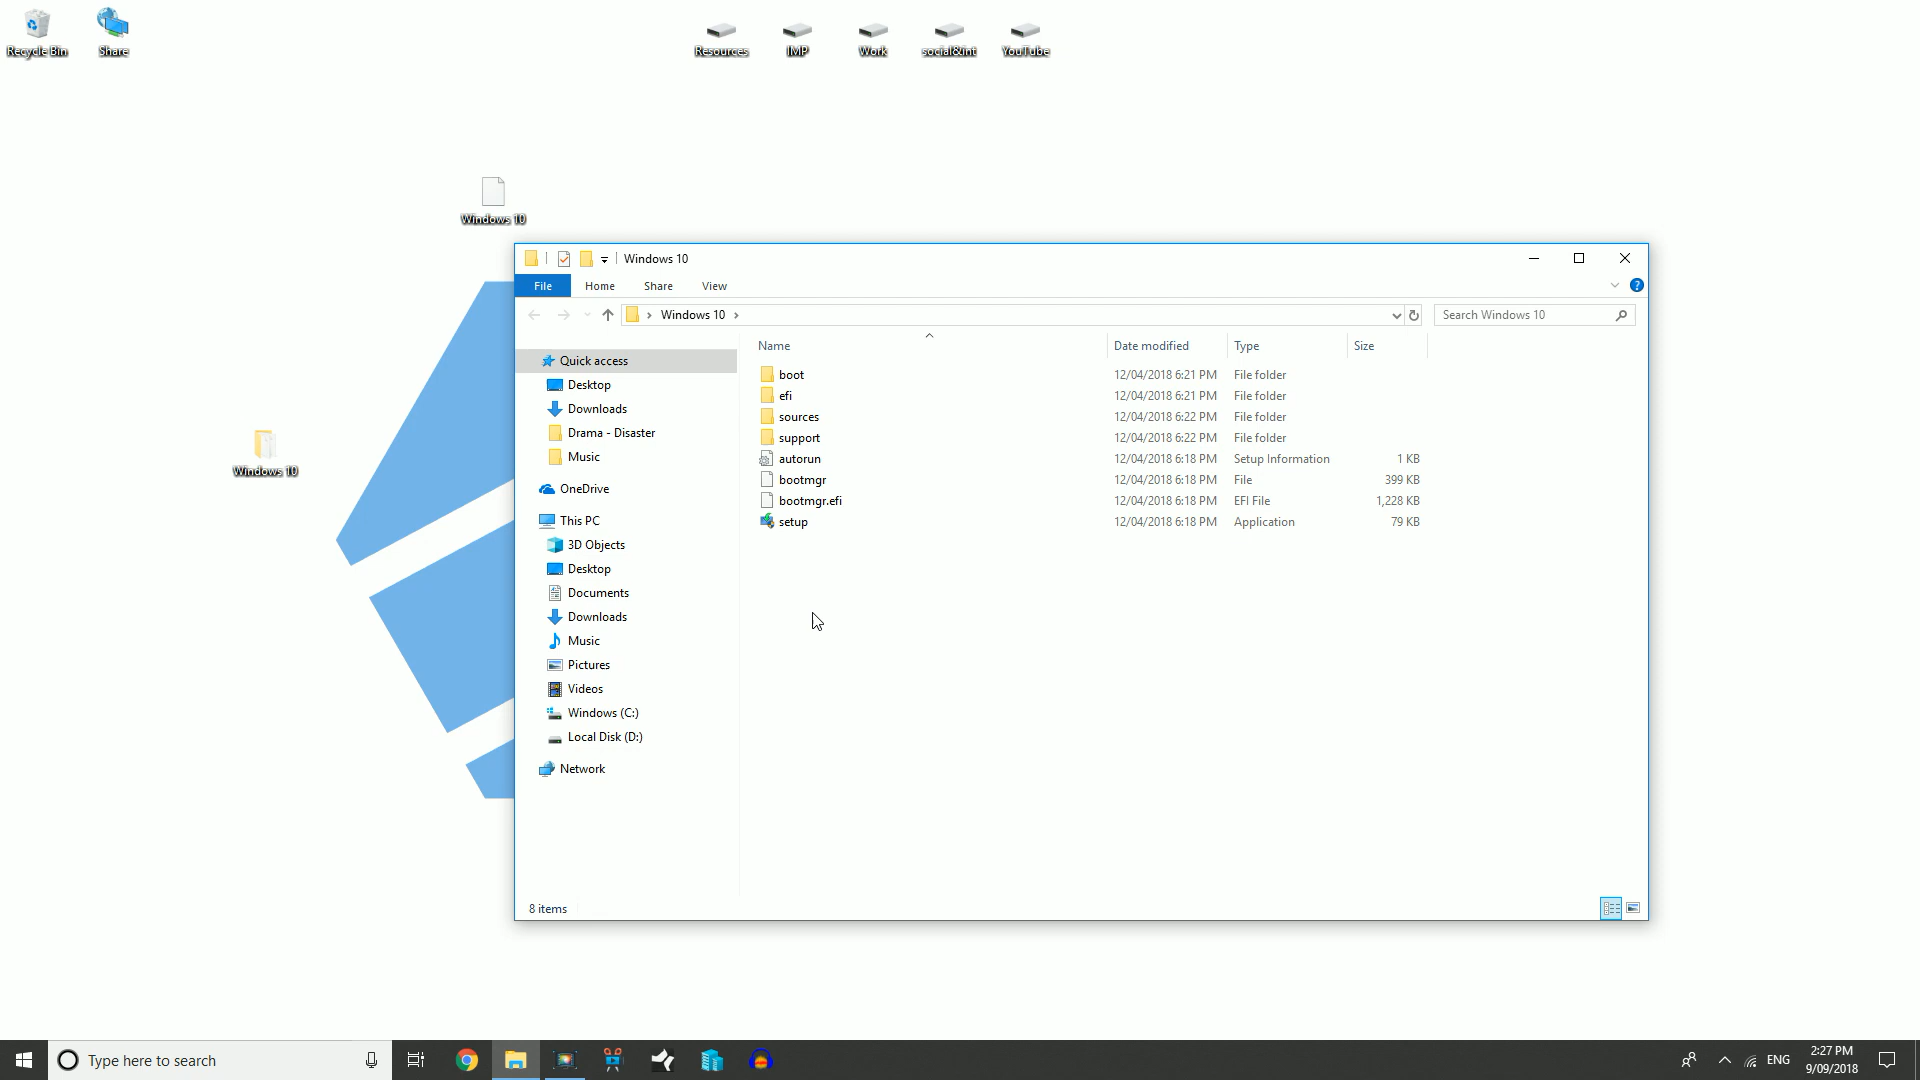 Recycle Bin
Share
Resources
IMP
Work
social&int
YouTube
Windows 10
Windows 10
Windows 10
File
Home
Share
View
Windows 10
Search Windows 10
Name
Date modified
Type
Size
Quick access
Desktop
Downloads
Drama - Disaster
Music
OneDrive
This PC
3D Objects
Desktop
Documents
Downloads
Music
Pictures
Videos
Windows (C:)
Local Disk (D:)
Network
boot 12/04/2018 6:21 PM File folder
efi 12/04/2018 6:21 PM File folder
sources 12/04/2018 6:22 PM File folder
support 12/04/2018 6:22 PM File folder
autorun 12/04/2018 6:18 PM Setup Information 1 KB
bootmgr 12/04/2018 6:18 PM File 399 KB
bootmgr.efi 12/04/2018 6:18 PM EFI File 1,228 KB
setup 12/04/2018 6:18 PM Application 79 KB
8 items
Type here to search
ENG
2:27 PM
9/09/2018